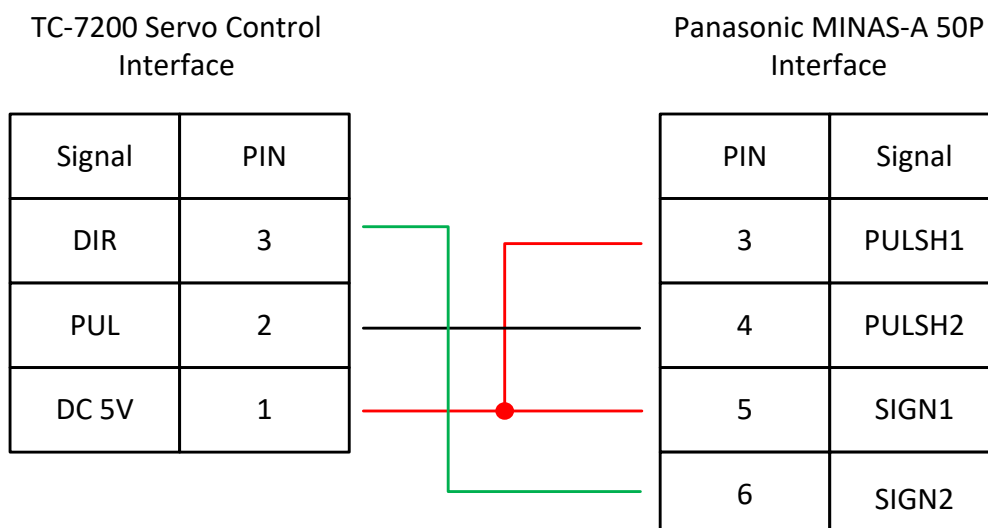 TC-7200 Servo Control
Interface
Panasonic MINAS-A 50P
Interface
Signal PIN
DIR 3
PUL 2
DC 5V 1
PIN Signal
3 PULSH1
4 PULSH2
5 SIGN1
6 SIGN2